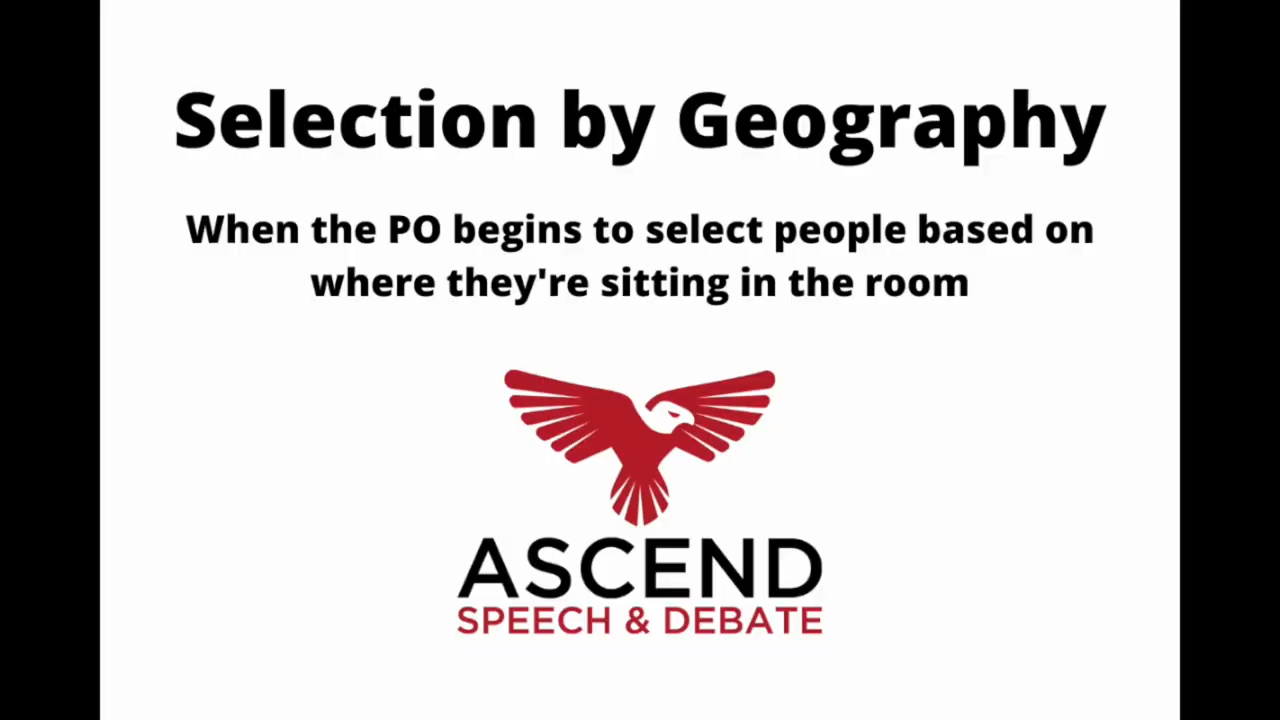 Selection by Geography
When the PO begins to select people based on
where they're sitting in the room
ASCEND
SPEECH & DEBATE